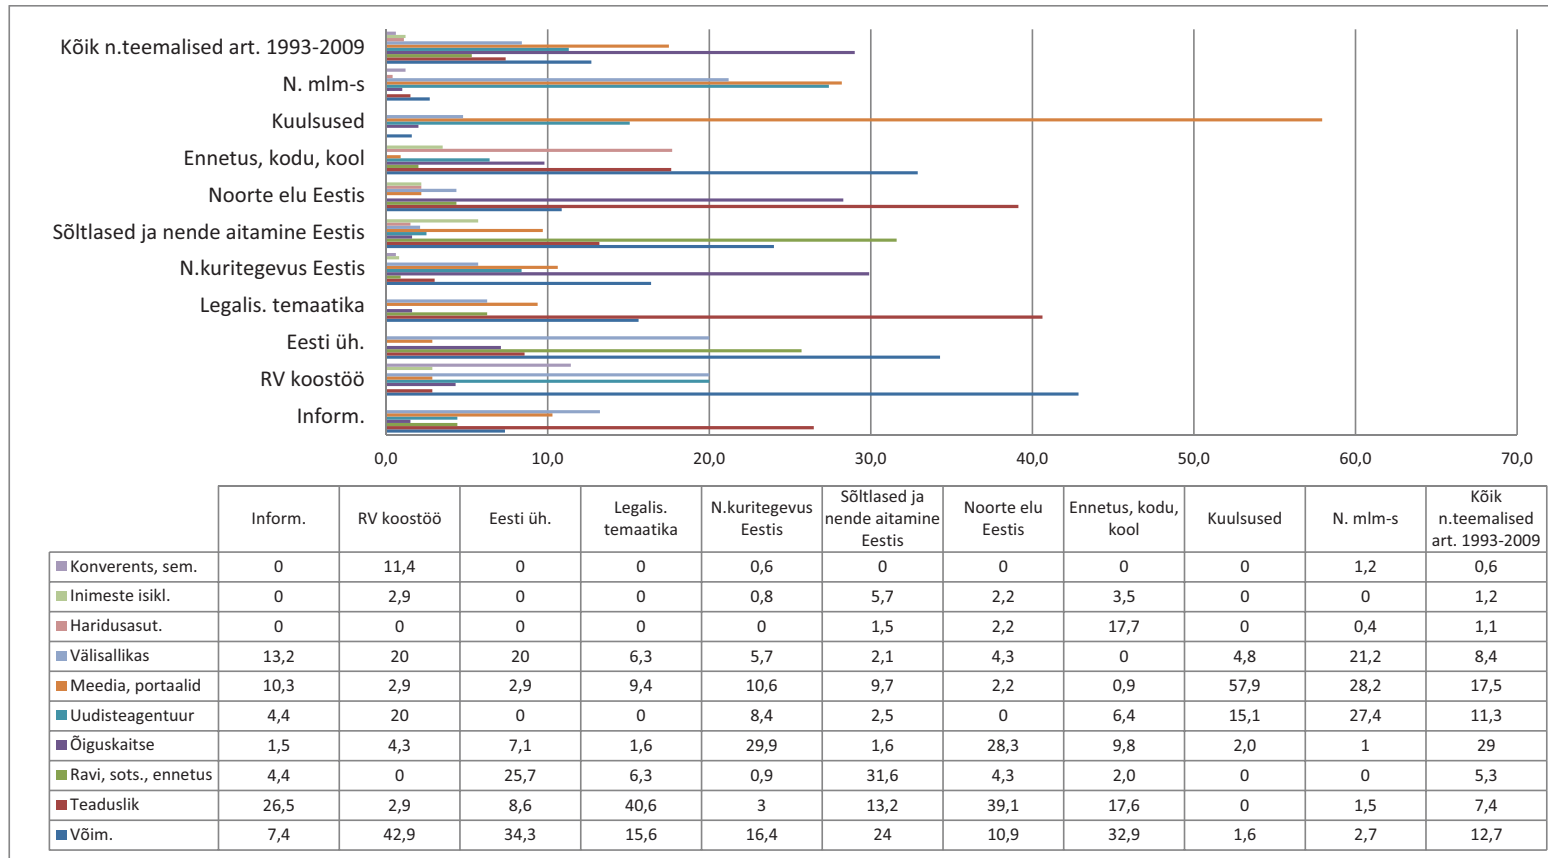 Kõik n.teemalised art. 1993-2009
N. mlm-s
Kuulsused
Ennetus, kodu, kool
Noorte elu Eestis
Sõltlased ja nende aitamine Eestis
N.kuritegevus Eestis
Legalis. temaatika
Eesti üh.
RV koostöö
Inform.
0,0 10,0 20,0 30,0 40,0 50,0 60,0 70,0
Inform. RV koostöö Eesti üh. Legalis. temaatika N.kuritegevus Eestis Sõltlased ja nende aitamine Eestis Noorte elu Eestis Ennetus, kodu, kool Kuulsused N. mlm-s Kõik n.teemalised art. 1993-2009
Konverents, sem. 0 11,4 0 0 0,6 0 0 0 0 1,2 0,6
Inimeste isikl. 0 2,9 0 0 0,8 5,7 2,2 3,5 0 0 1,2
Haridusasut. 0 0 0 0 0 1,5 2,2 17,7 0 0,4 1,1
Välisallikas 13,2 20 20 6,3 5,7 2,1 4,3 0 4,8 21,2 8,4
Meedia, portaalid 10,3 2,9 2,9 9,4 10,6 9,7 2,2 0,9 57,9 28,2 17,5
Uudisteagentuur 4,4 20 0 0 8,4 2,5 0 6,4 15,1 27,4 11,3
Õiguskaitse 1,5 4,3 7,1 1,6 29,9 1,6 28,3 9,8 2,0 1 29
Ravi, sots., ennetus 4,4 0 25,7 6,3 0,9 31,6 4,3 2,0 0 0 5,3
Teaduslik 26,5 2,9 8,6 40,6 3 13,2 39,1 17,6 0 1,5 7,4
Võim. 7,4 42,9 34,3 15,6 16,4 24 10,9 32,9 1,6 2,7 12,7